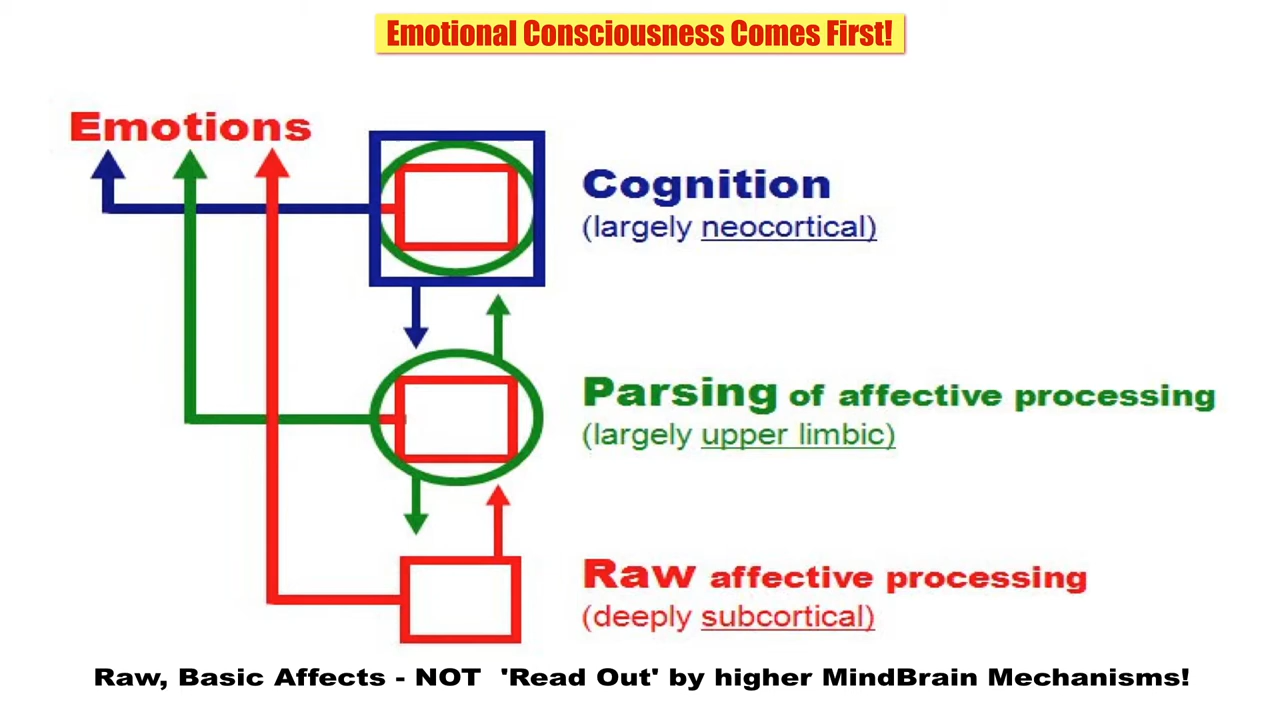 Emotional Consciousness Comes First!
Emotions
Cognition
(largely neocortical)
Parsing of affective processing
(largely upper limbic)
Raw affective processing
(deeply subcortical)
Raw, Basic Affects - NOT 'Read Out' by higher MindBrain Mechanisms!